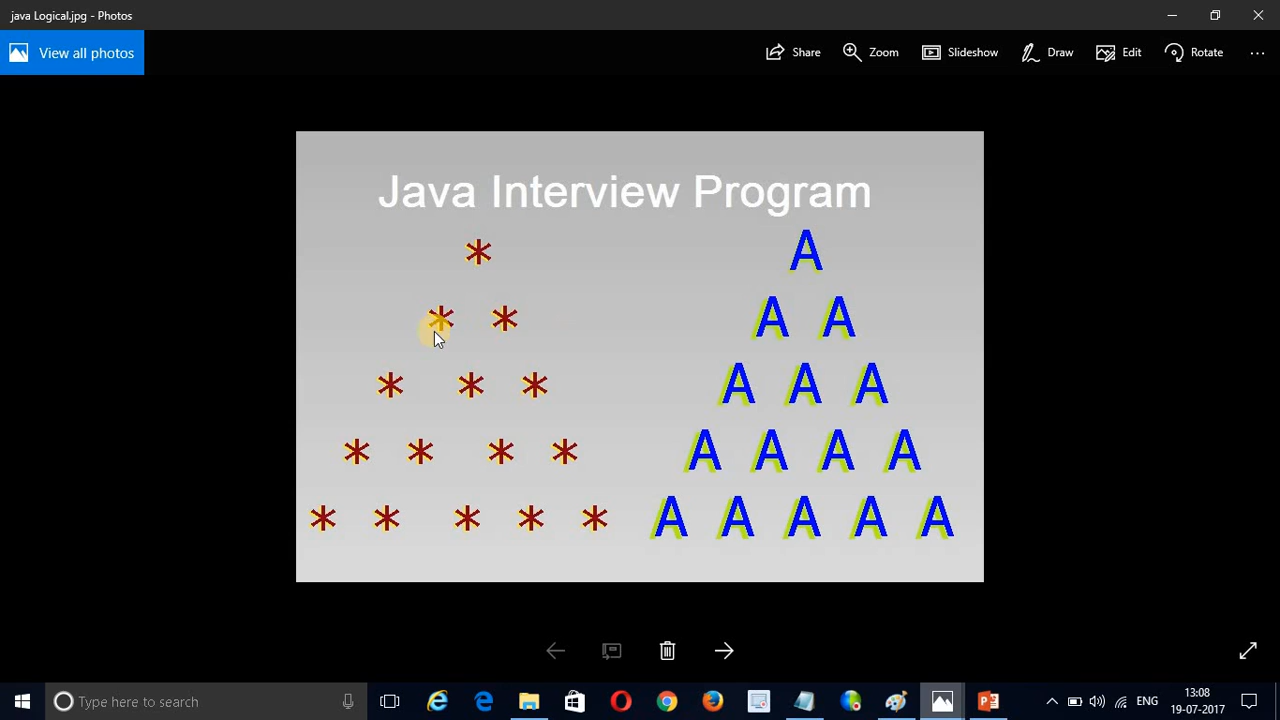 java Logical.jpg - Photos
View all photos
Share Zoom Slideshow Draw Edit Rotate ...
Java Interview Program
* A
* * A A
* * * A A A
* * * * A A A A
* * * * * A A A A A
Type here to search
ENG
13:08
19-07-2017